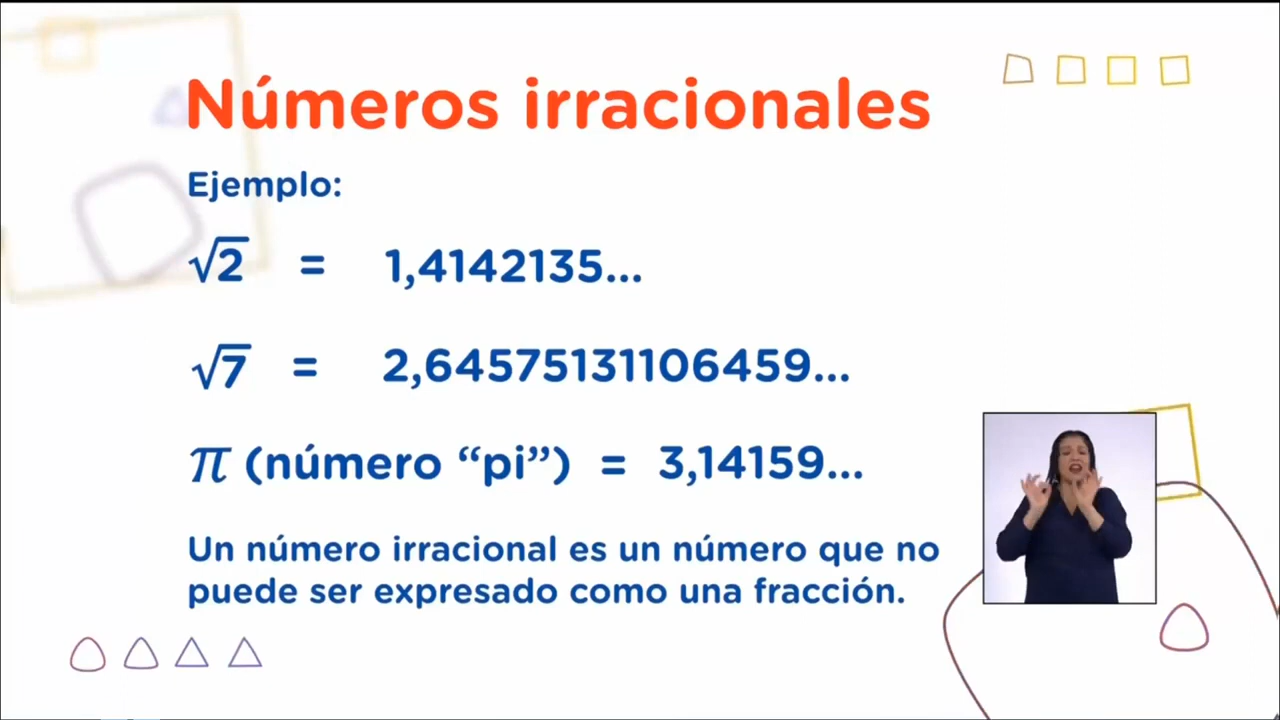 Números irracionales
Ejemplo:
√2 = 1,4142135...
√7 = 2,64575131106459...
π (número “pi”) = 3,14159...
Un número irracional es un número que no
puede ser expresado como una fracción.